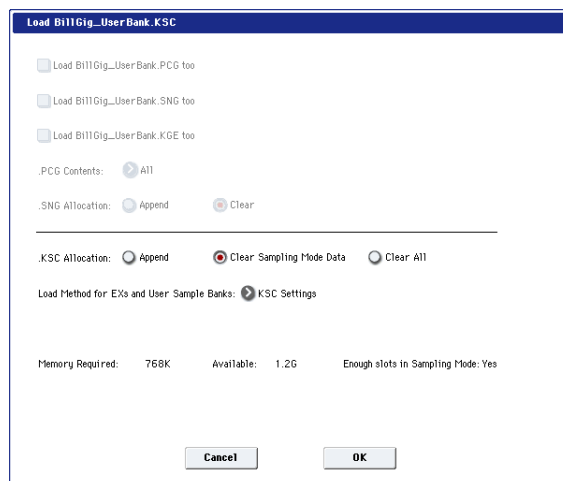 Load BillGig_UserBank.KSC
Load BillGig_UserBank.PCG too
Load BillGig_UserBank.SNG too
Load BillGig_UserBank.KGE too
.PCG Contents: All
.SNG Allocation: Append Clear
.KSC Allocation: Append Clear Sampling Mode Data Clear All
Load Method for EXs and User Sample Banks: KSC Settings
Memory Required: 768K Available: 1.2G Enough slots in Sampling Mode: Yes
Cancel OK